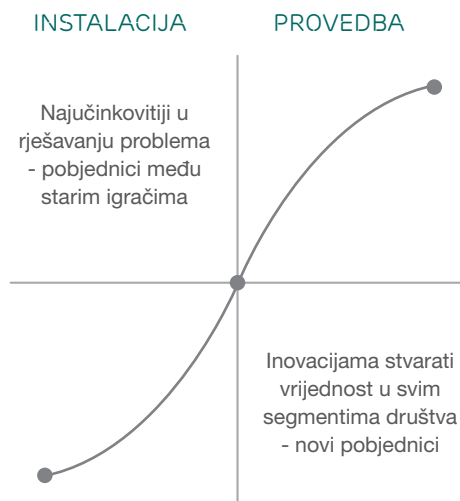 INSTALACIJA
PROVEDBA
Najučinkovitiji u
rješavanju problema
- pobjednici među
starim igračima
Inovacijama stvarati
vrijednost u svim
segmentima društva
- novi pobjednici